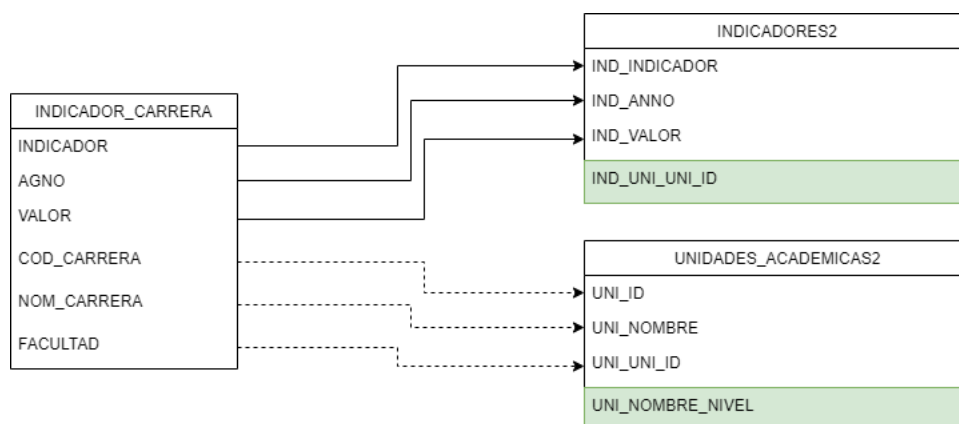 INDICADOR_CARRERA
INDICADOR
AGNO
VALOR
COD_CARRERA
NOM_CARRERA
FACULTAD
INDICADORES2
IND_INDICADOR
IND_ANNO
IND_VALOR
IND_UNI_UNI_ID
UNIDADES_ACADEMICAS2
UNI_ID
UNI_NOMBRE
UNI_UNI_ID
UNI_NOMBRE_NIVEL